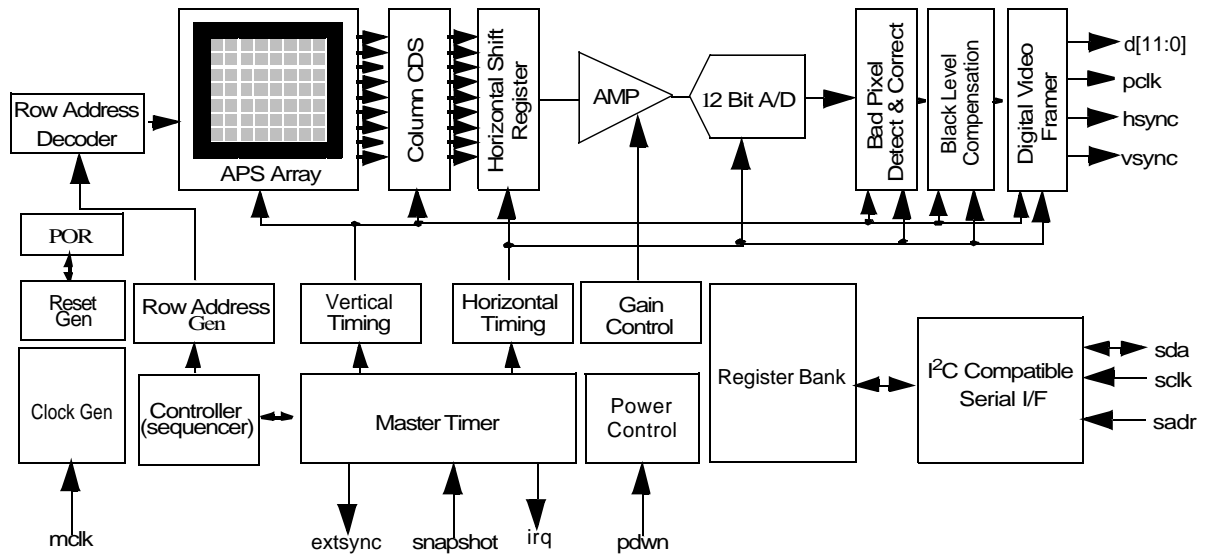 Row Address
Decoder
APS Array
Column CDS
Horizontal Shift
Register
AMP
12 Bit A/D
Bad Pixel
Detect & Correct
Black Level
Compensation
Digital Video
Framer
d[11:0]
pclk
hsync
vsync
POR
Reset
Gen
Row Address
Gen
Vertical
Timing
Horizontal
Timing
Gain
Control
Clock Gen
Controller
(sequencer)
Master Timer
Power
Control
Register Bank
I²C Compatible
Serial I/F
sda
sclk
sadr
mclk
extsync
snapshot
irq
pdwn